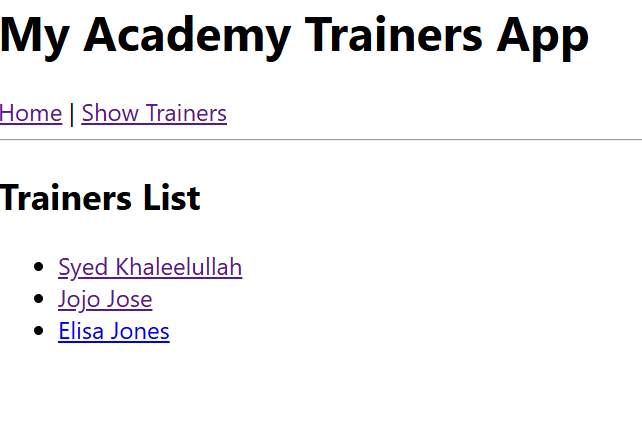 My Academy Trainers App
Home | Show Trainers
Trainers List
Syed Khaleelullah
Jojo Jose
Elisa Jones